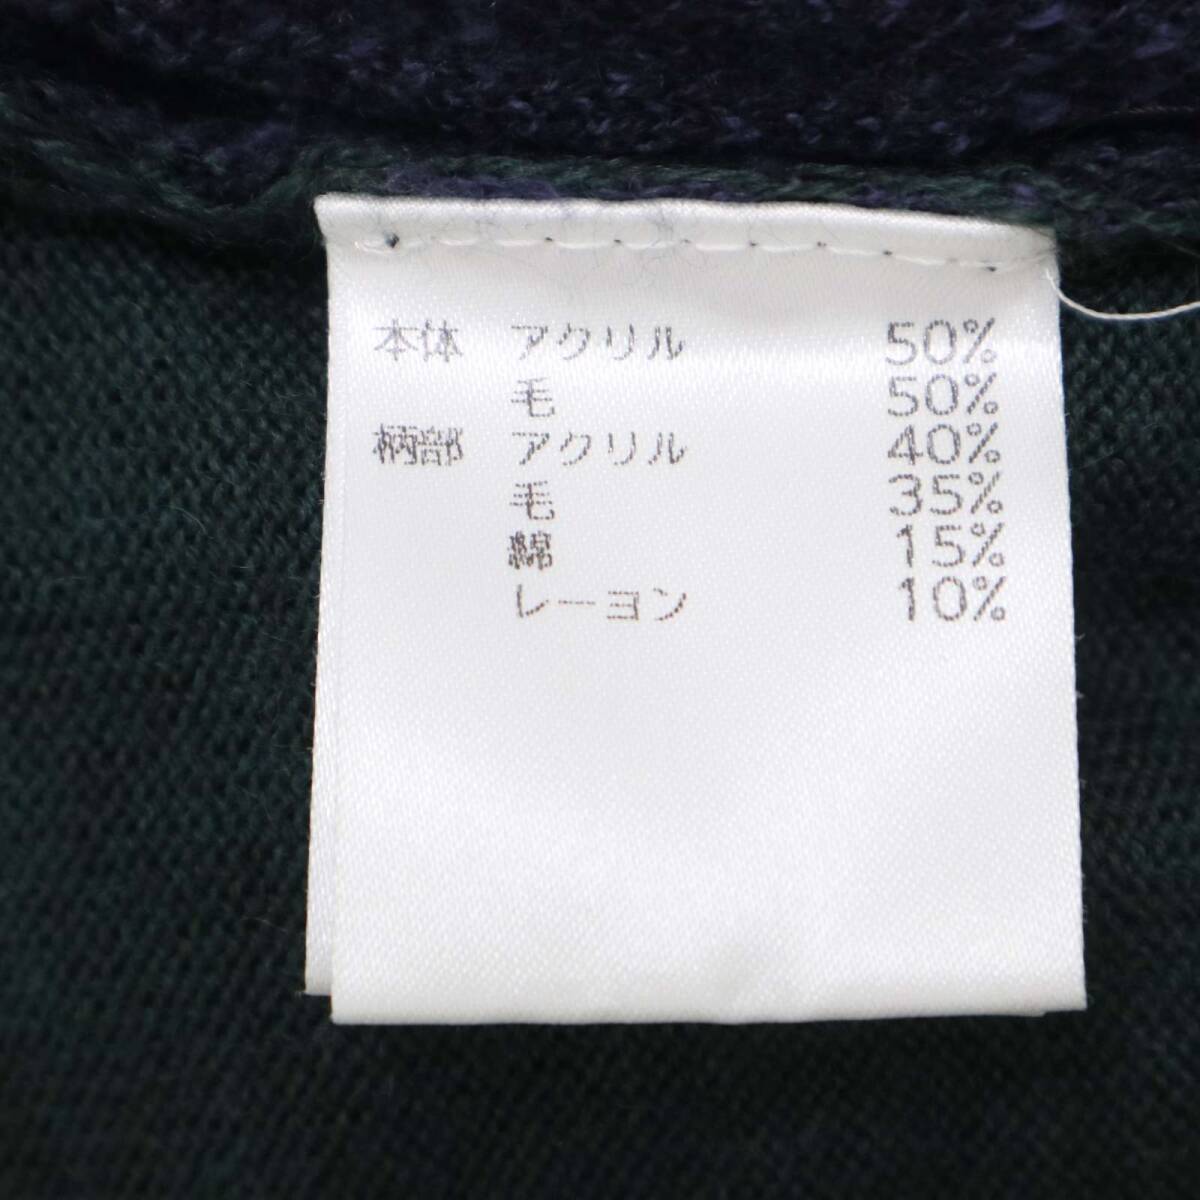 本体 アクリル 50%
毛 50%
柄部 アクリル 40%
毛 35%
綿 15%
レーヨン 10%